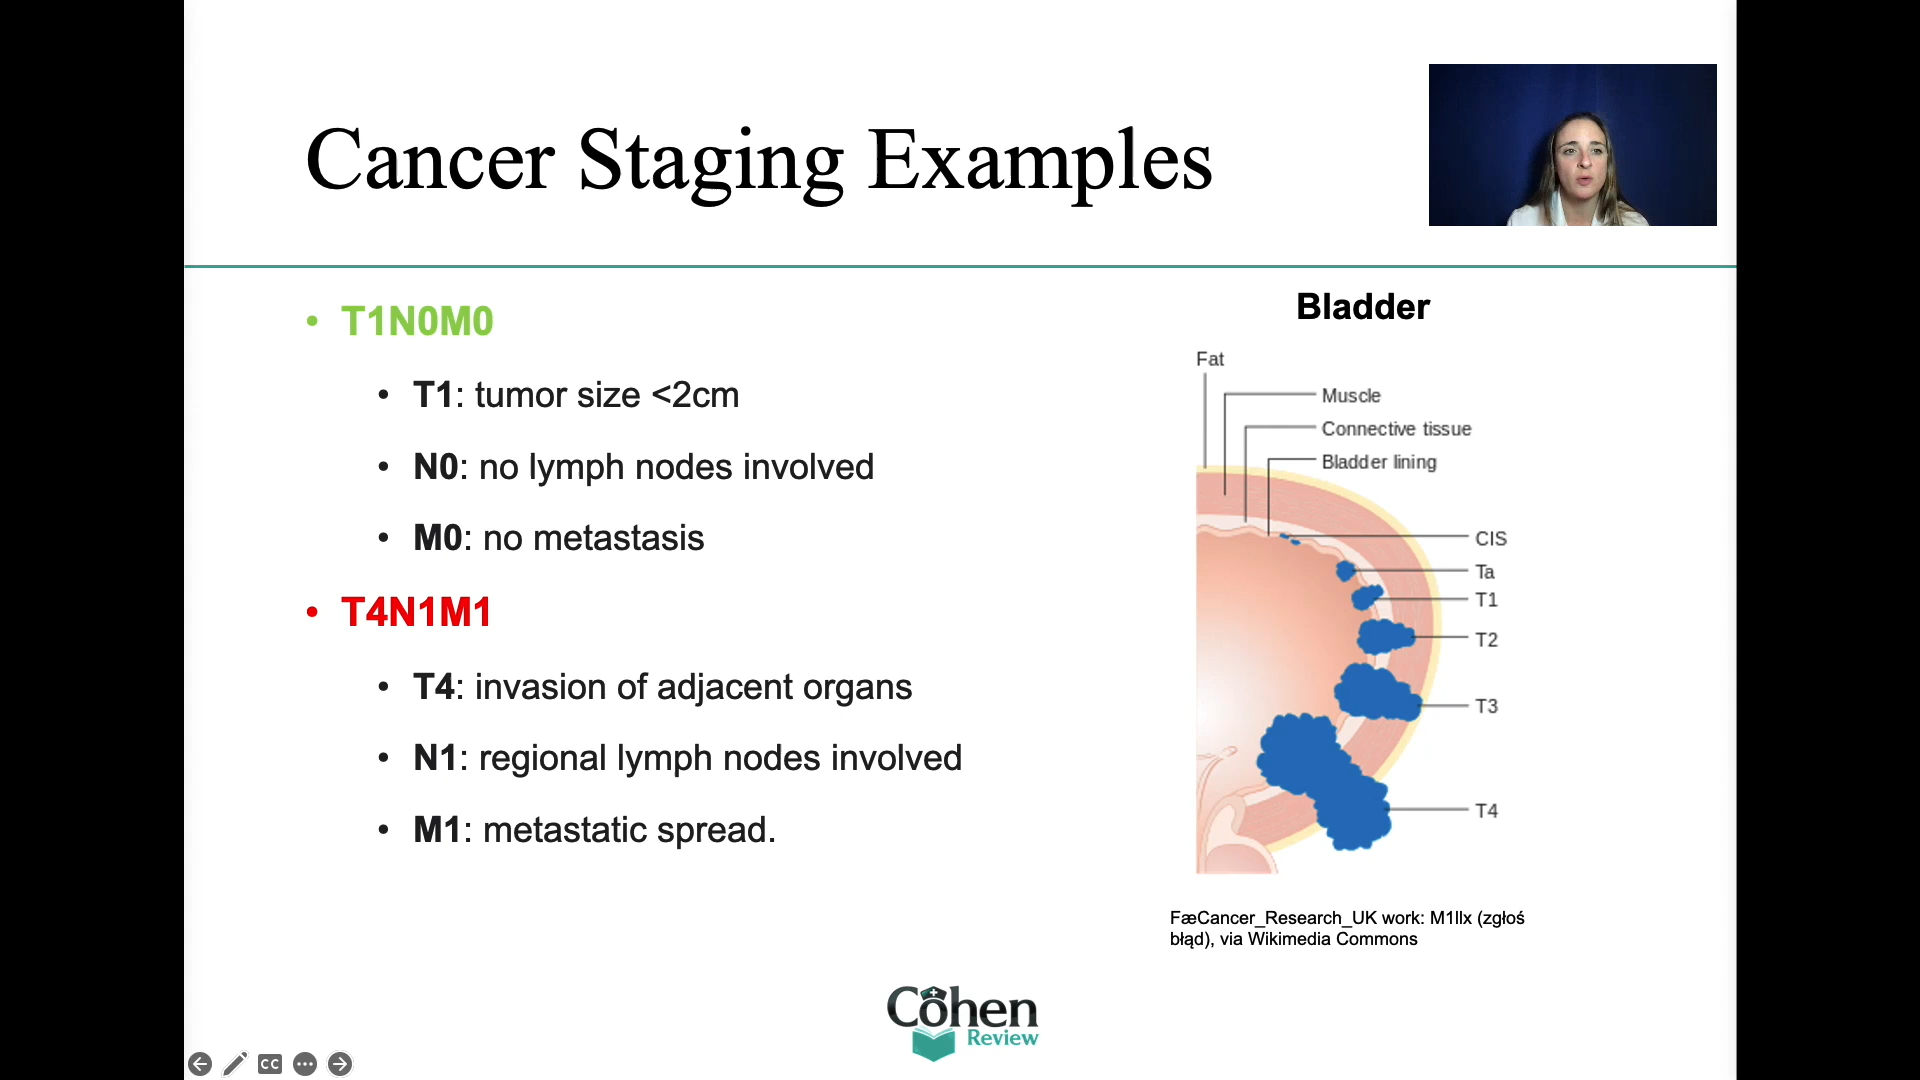 Cancer Staging Examples
• T1N0M0
• T1: tumor size <2cm
• N0: no lymph nodes involved
• M0: no metastasis
• T4N1M1
• T4: invasion of adjacent organs
• N1: regional lymph nodes involved
• M1: metastatic spread.
Bladder
Fat
Muscle
Connective tissue
Bladder lining
CIS
Ta
T1
T2
T3
T4
FæCancer_Research_UK work: M1llx (zgłoś
błąd), via Wikimedia Commons
Cohen
Review
CC